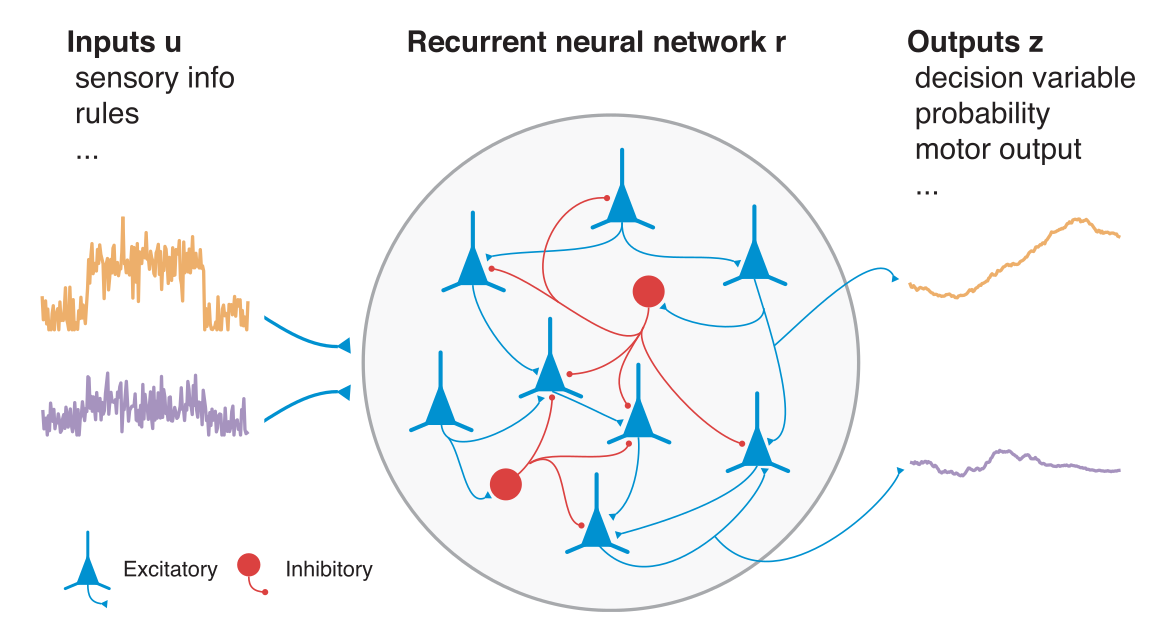 Inputs u
sensory info
rules
...
Recurrent neural network r
Outputs z
decision variable
probability
motor output
...
Excitatory
Inhibitory